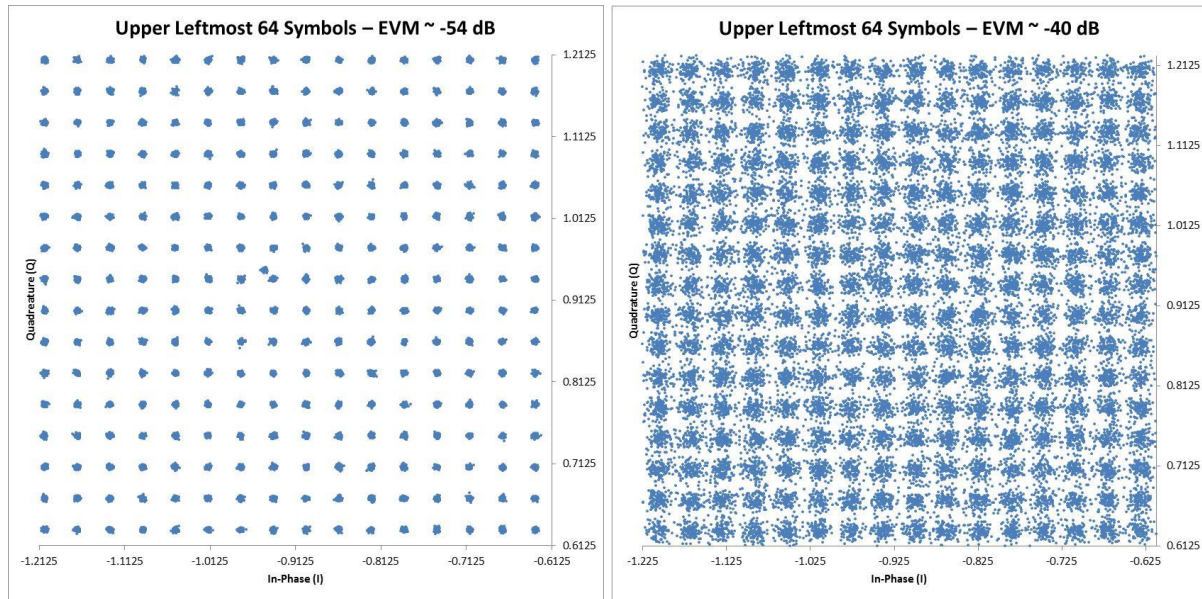 Upper Leftmost 64 Symbols – EVM ~ -54 dB
1.2125
1.1125
1.0125
0.9125
0.8125
0.7125
0.6125
Quadreature (Q)
-1.2125 -1.1125 -1.0125 -0.9125 -0.8125 -0.7125 -0.6125
In-Phase (I)
Upper Leftmost 64 Symbols – EVM ~ -40 dB
1.2125
1.1125
1.0125
0.9125
0.8125
0.7125
0.6125
Quadrature (Q)
-1.225 -1.125 -1.025 -0.925 -0.825 -0.725 -0.625
In-Phase (I)